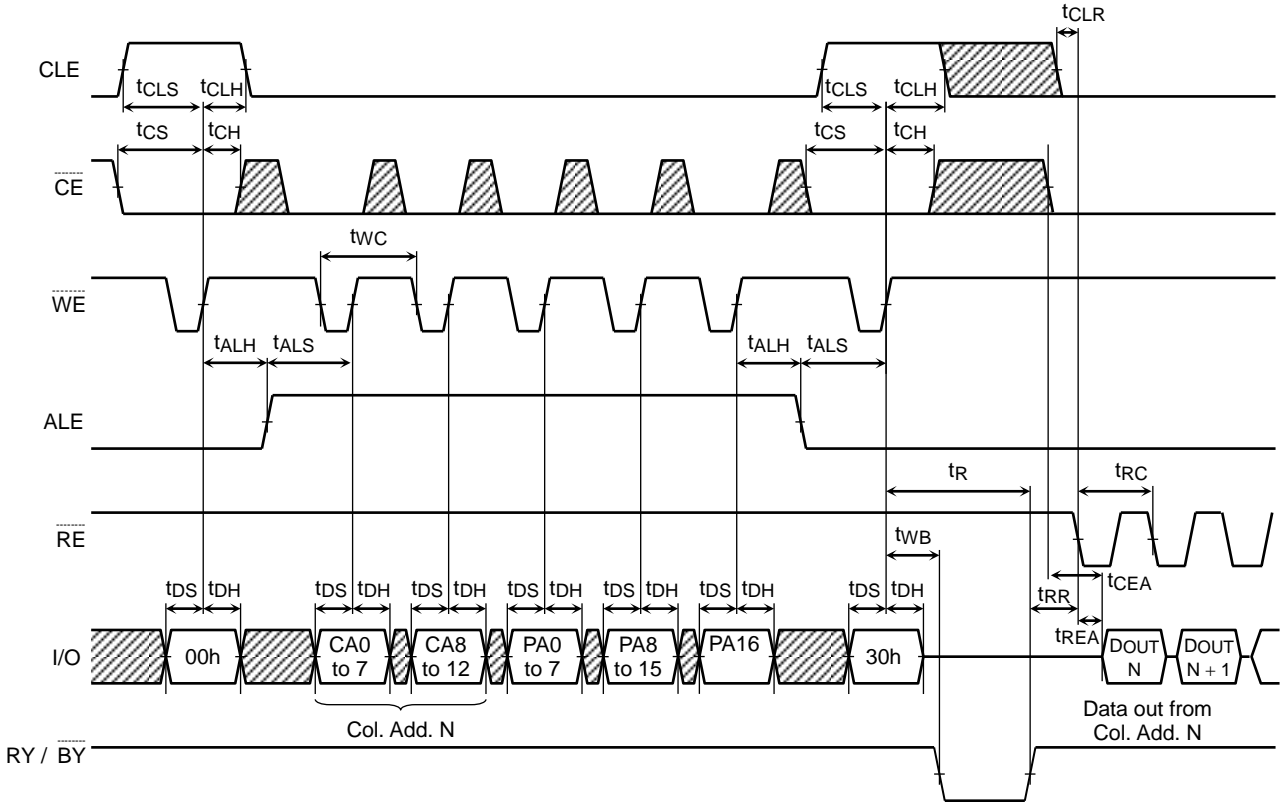 tCLR
CLE
tCLS tCLH tCLS tCLH
tCS tCH tCS tCH
CE
tWC
WE
tALH tALS tALH tALS
ALE
tR tRC
RE
tWB
tCEA
tDS tDH tDS tDH tDS tDH tDS tDH tDS tDH tDS tDH tDS tDH tRR
tREA
I/O 00h CA0 to 7 CA8 to 12 PA0 to 7 PA8 to 15 PA16 30h DOUT N DOUT N + 1
Col. Add. N
Data out from
Col. Add. N
RY / BY